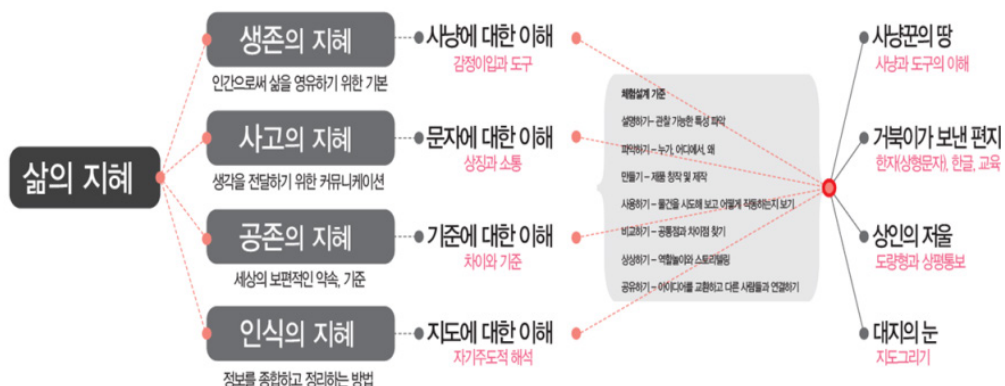 삶의 지혜
생존의 지혜
인간으로써 삶을 영유하기 위한 기본
사고의 지혜
생각을 전달하기 위한 커뮤니케이션
공존의 지혜
세상의 보편적인 약속, 기준
인식의 지혜
정보를 종합하고 정리하는 방법
사냥에 대한 이해
감정이입과 도구
문자에 대한 이해
상징과 소통
기준에 대한 이해
차이와 기준
지도에 대한 이해
자기주도적 해석
체험설계 기준
설명하기 – 관찰 가능한 특성 파악
파악하기 – 누가, 어디에서, 왜
만들기 – 제품 창작 및 제작
사용하기 – 물건을 시도해 보고 어떻게 작동하는지 보기
비교하기 – 공통점과 차이점 찾기
상상하기 – 역할놀이와 스토리텔링
공유하기 – 아이디어를 교환하고 다른 사람들과 연결하기
사냥꾼의 땅
사냥과 도구의 이해
거북이가 보낸 편지
한자(상형문자), 한글, 교육
상인의 저울
도량형과 상평통보
대지의 눈
지도그리기